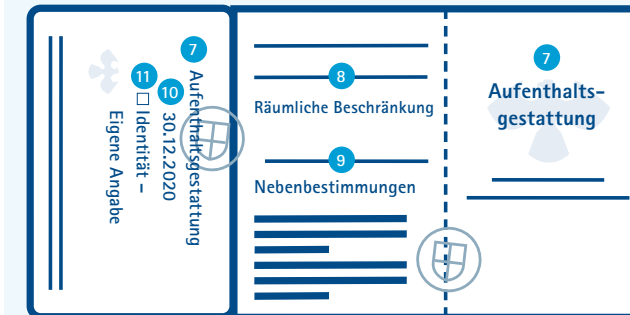 7
Aufenthaltsgestattung
10
30.12.2020
11
☐ Identität –
Eigene Angabe
8
Räumliche Beschränkung
9
Nebenbestimmungen
7
Aufenthalts-
gestattung